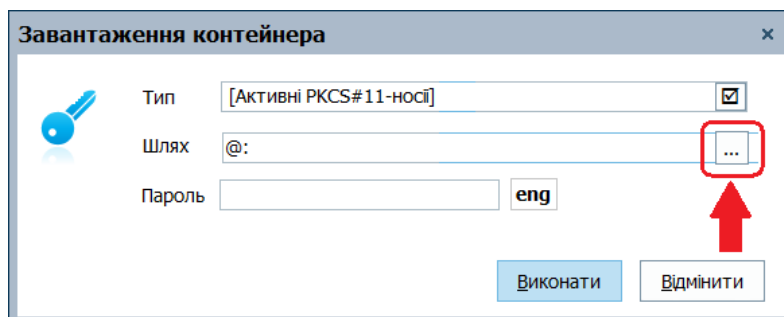 Завантаження контейнера ×
Тип [Активні PKCS#11-носії]
Шлях @: ...
Пароль eng
Виконати Відмінити